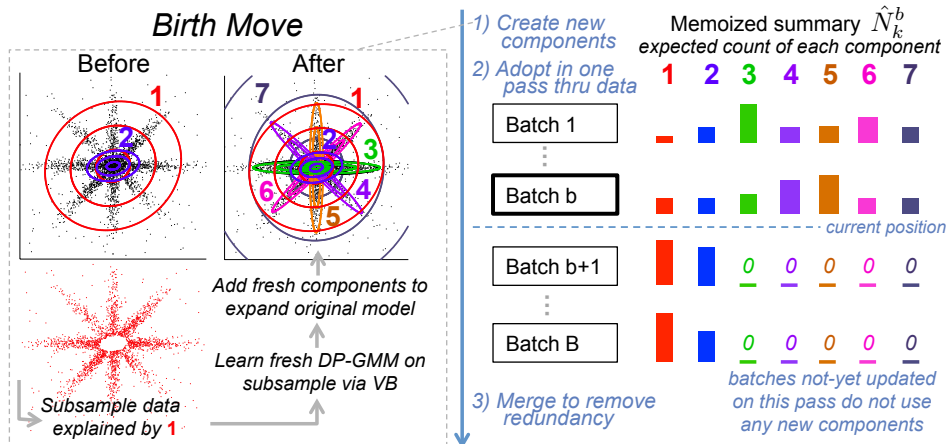 Birth Move
Before
After
1
2
7
2
3
4
5
6
Add fresh components to
expand original model
Learn fresh DP-GMM on
subsample via VB
Subsample data
explained by 1
1) Create new
components
2) Adopt in one
pass thru data
Memoized summary N̂_k^b
expected count of each component
1 2 3 4 5 6 7
Batch 1
Batch b
current position
Batch b+1
0 0 0 0 0
Batch B
0 0 0 0 0
batches not-yet updated
on this pass do not use
any new components
3) Merge to remove
redundancy